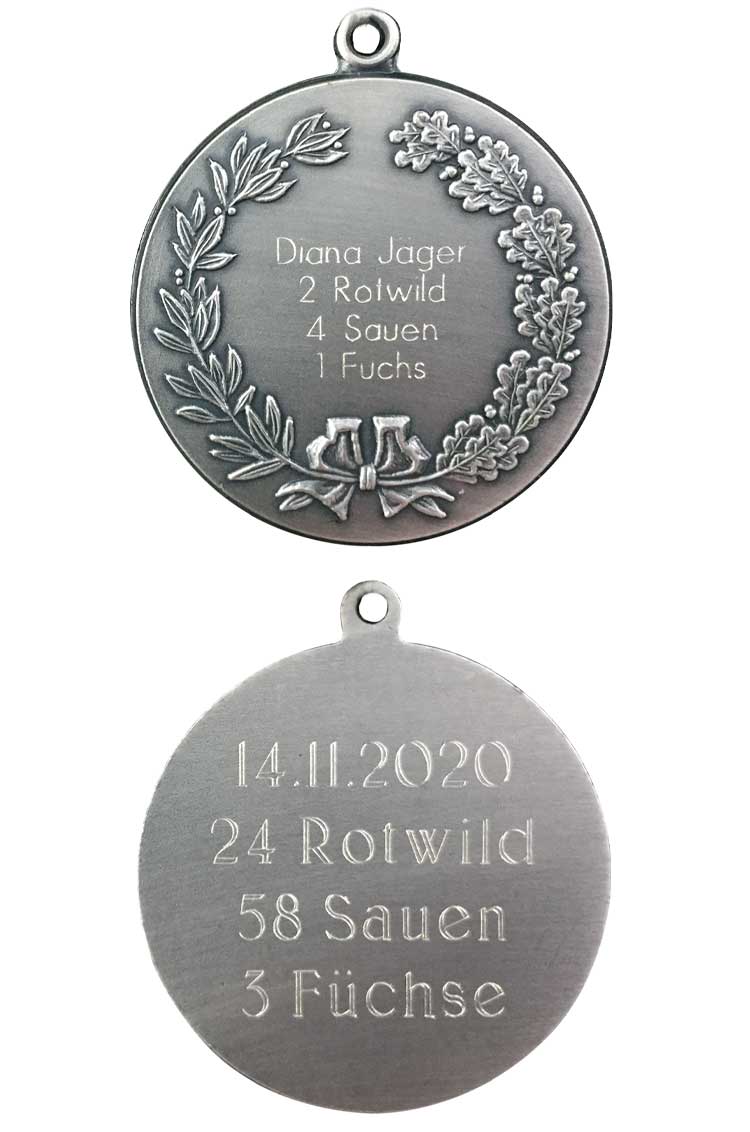 Diana Jäger
2 Rotwild
4 Sauen
1 Fuchs
14.11.2020
24 Rotwild
58 Sauen
3 Füchse